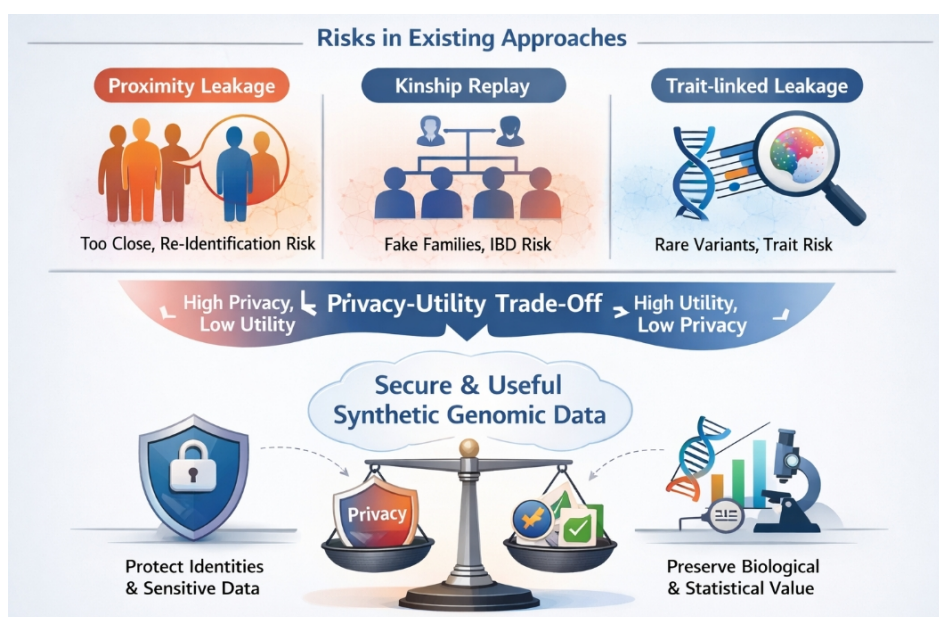 Risks in Existing Approaches
Proximity Leakage
Kinship Replay
Trait-linked Leakage
Too Close, Re-Identification Risk
Fake Families, IBD Risk
Rare Variants, Trait Risk
High Privacy,
Low Utility
Privacy-Utility Trade-Off
High Utility,
Low Privacy
Secure & Useful
Synthetic Genomic Data
Privacy
Protect Identities
& Sensitive Data
Preserve Biological
& Statistical Value